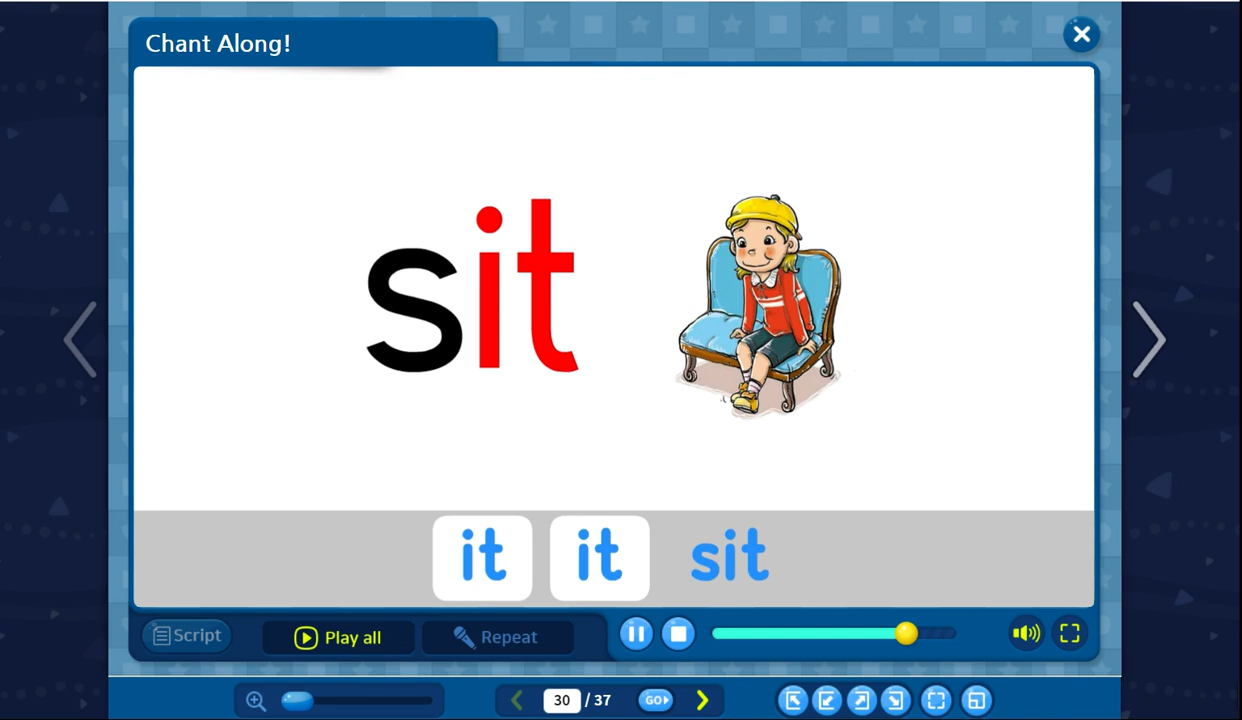 Chant Along!
sit
it it sit
Script Play all Repeat
30 / 37 GO